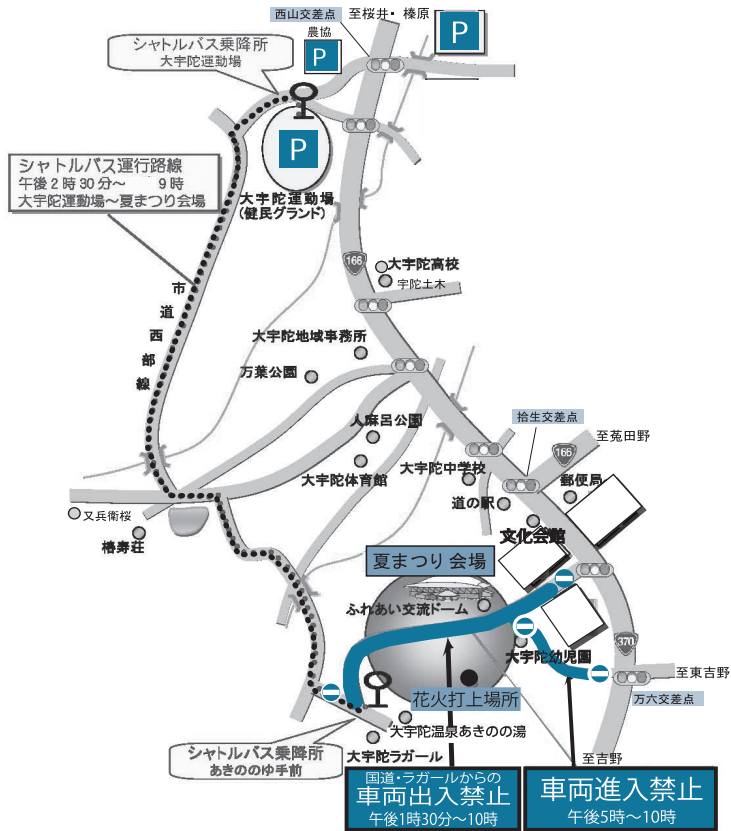 西山交差点
至桜井・榛原
農協
P
P
シャトルバス乗降所
大宇陀運動場
P
シャトルバス運行路線
午後2時30分～　　9時
大宇陀運動場～夏まつり会場
大宇陀運動場
(健民グランド)
166
大宇陀高校
宇陀土木
市道西部線
大宇陀地域事務所
万葉公園
人麻呂公園
拾生交差点
至菟田野
166
大宇陀中学校
大宇陀体育館
郵便局
道の駅
又兵衛桜
椿寿荘
文化会館
夏まつり会場
ふれあい交流ドーム
370
大宇陀幼児園
至東吉野
花火打上場所
万六交差点
大宇陀温泉あきのの湯
シャトルバス乗降所
あきののゆ手前
大宇陀ラガール
至吉野
国道・ラガールからの
車両出入禁止
午後1時30分～10時
車両進入禁止
午後5時～10時